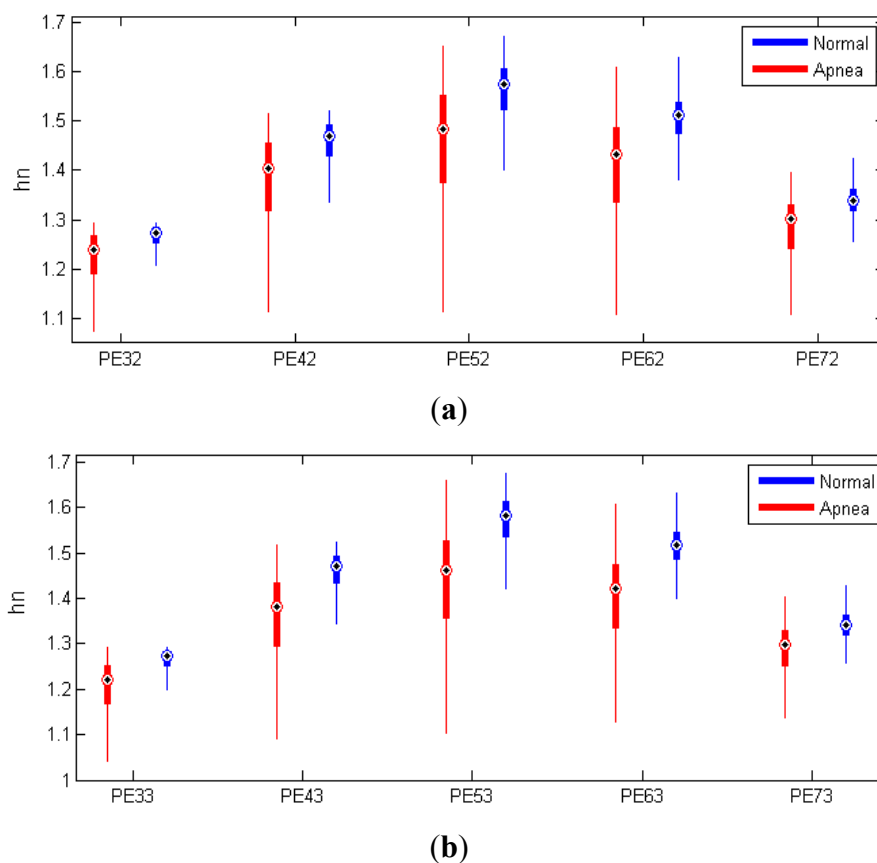 1.7
Normal
Apnea
1.6
1.5
1.4
hn
1.3
1.2
1.1
PE32 PE42 PE52 PE62 PE72
(a)
1.7
Normal
Apnea
1.6
1.5
1.4
hn
1.3
1.2
1.1
1
PE33 PE43 PE53 PE63 PE73
(b)